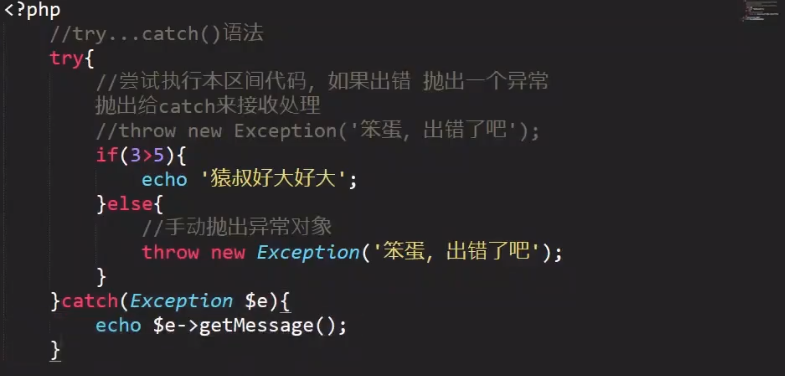 <?php
//try...catch()语法
try{
//尝试执行本区间代码，如果出错 抛出一个异常
抛出给catch来接收处理
//throw new Exception('笨蛋，出错了吧');
if(3>5){
echo '猿叔好大好大';
}else{
//手动抛出异常对象
throw new Exception('笨蛋，出错了吧');
}
}catch(Exception $e){
echo $e->getMessage();
}